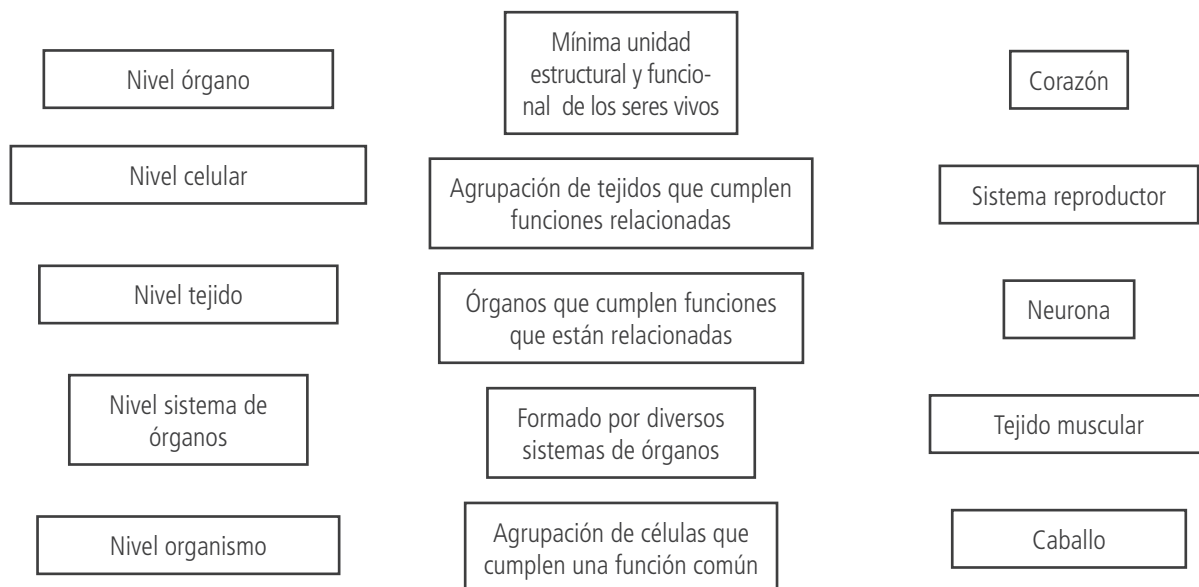 Nivel órgano
Mínima unidad
estructural y funcio-
nal de los seres vivos
Corazón
Nivel celular
Agrupación de tejidos que cumplen
funciones relacionadas
Sistema reproductor
Nivel tejido
Órganos que cumplen funciones
que están relacionadas
Neurona
Nivel sistema de
órganos
Formado por diversos
sistemas de órganos
Tejido muscular
Nivel organismo
Agrupación de células que
cumplen una función común
Caballo